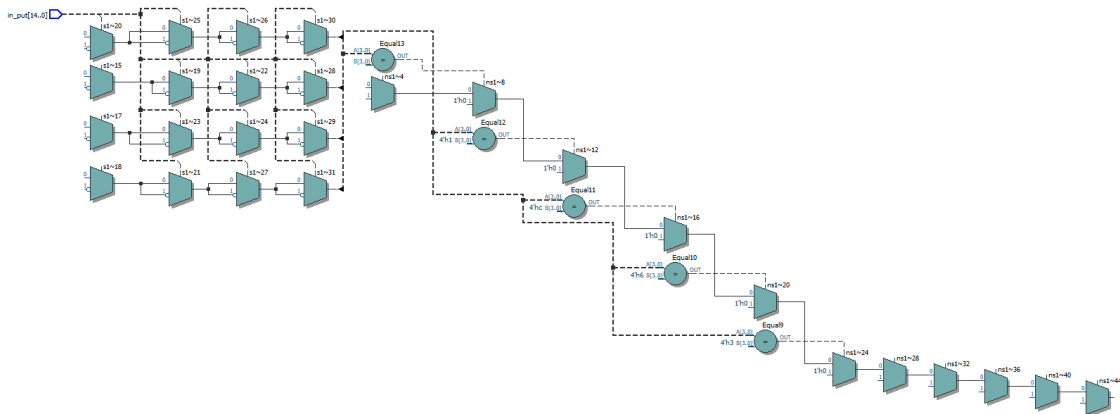 in_put[14..0]
s1~20
s1~25
s1~26
s1~30
s1~15
s1~19
s1~22
s1~28
s1~17
s1~23
s1~24
s1~29
s1~18
s1~21
s1~27
s1~31
Equal13
A[3..0]
B[3..0]
OUT
=
ns1~4
ns1~8
1'h0
Equal12
A[3..0]
4'h1 B[3..0]
OUT
=
ns1~12
1'h0
Equal11
A[3..0]
4'hc B[3..0]
OUT
=
ns1~16
1'h0
Equal10
A[3..0]
4'h6 B[3..0]
OUT
=
ns1~20
1'h0
Equal9
A[3..0]
4'h3 B[3..0]
OUT
=
ns1~24
1'h0
ns1~28
ns1~32
ns1~36
ns1~40